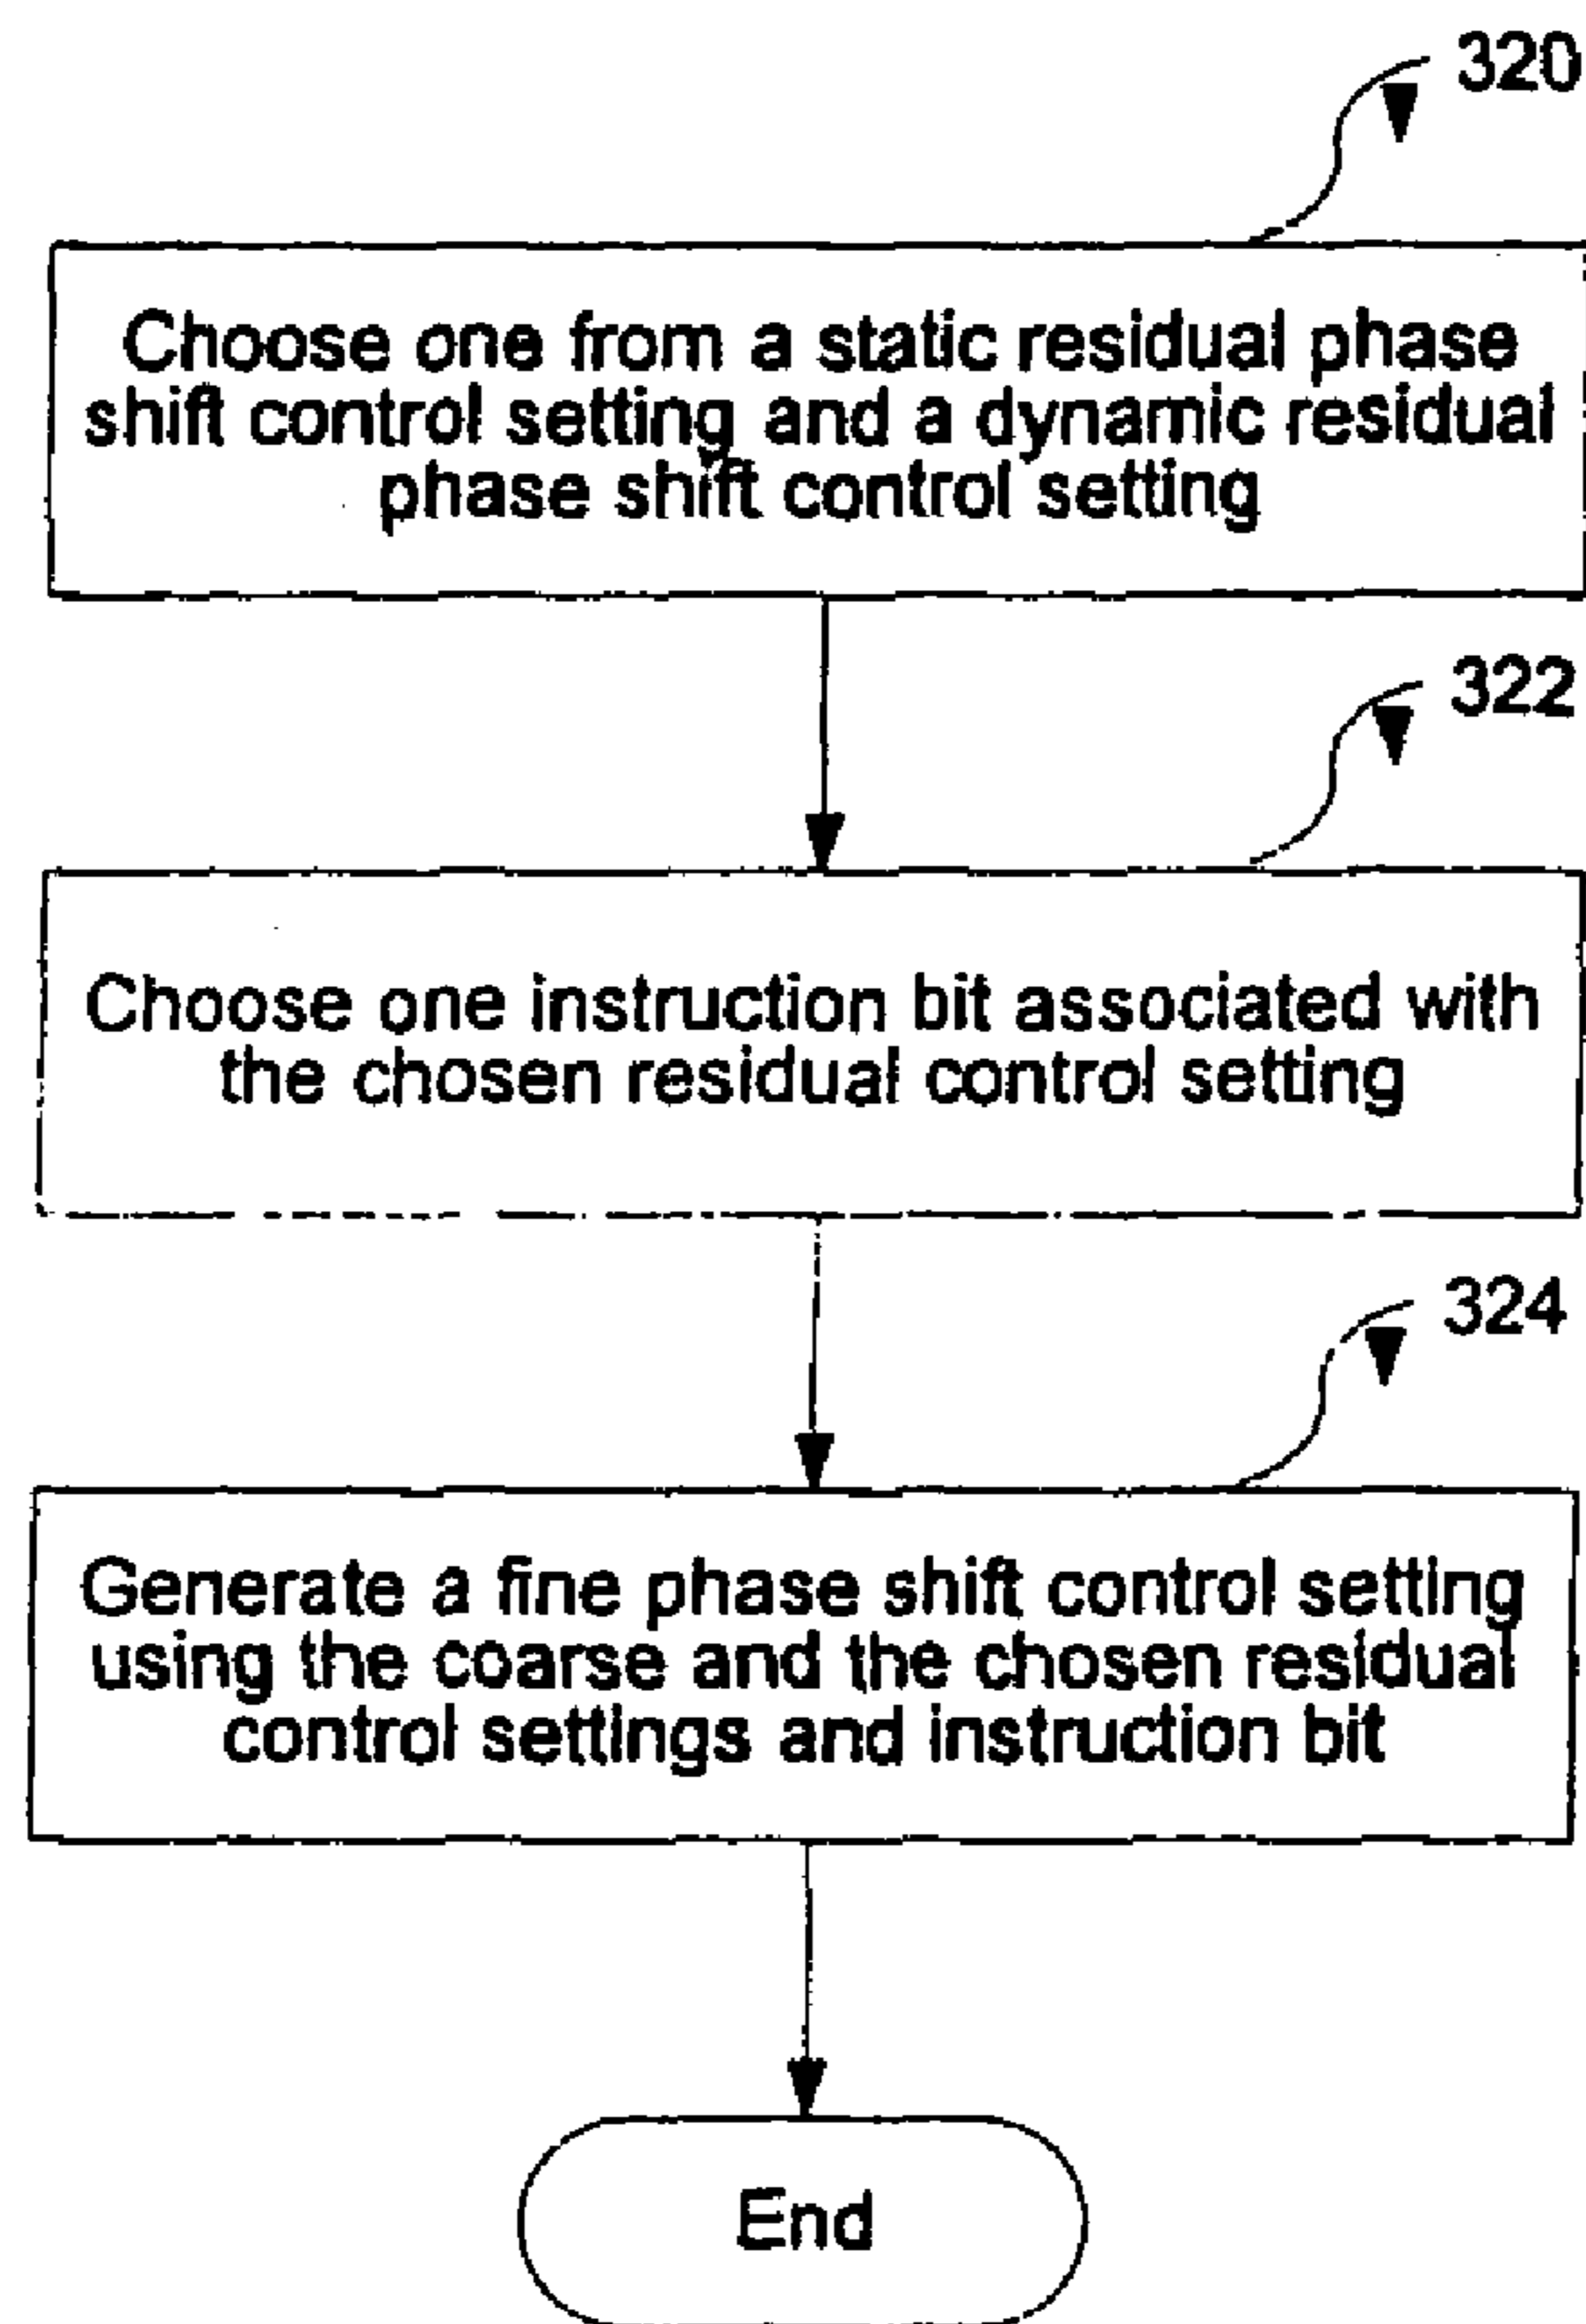 320
Choose one from a static residual phase
shift control setting and a dynamic residual
phase shift control setting
322
Choose one instruction bit associated with
the chosen residual control setting
324
Generate a fine phase shift control setting
using the coarse and the chosen residual
control settings and instruction bit
End